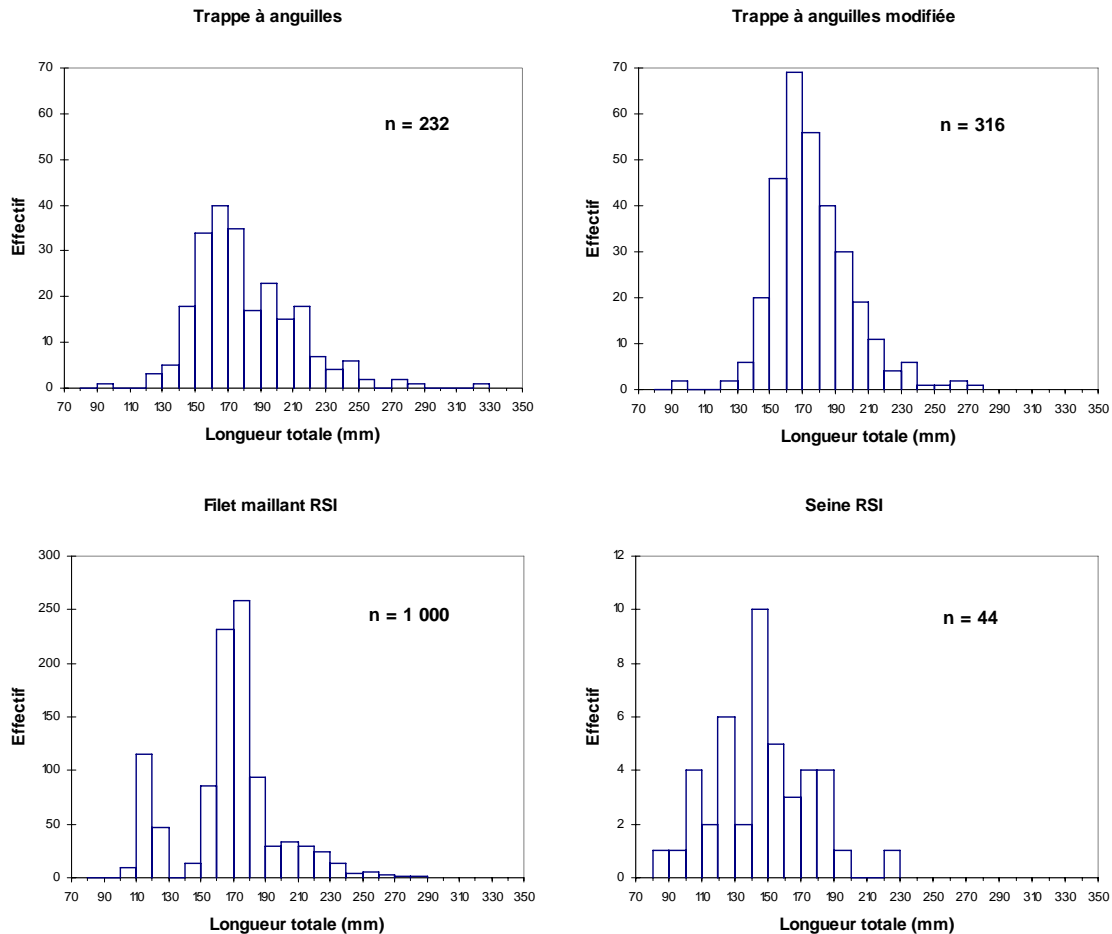 Trappe à anguilles
Effectif
70
60
50
40
30
20
10
0
n = 232
70 90 110 130 150 170 190 210 230 250 270 290 310 330 350
Longueur totale (mm)
Trappe à anguilles modifiée
Effectif
70
60
50
40
30
20
10
0
n = 316
70 90 110 130 150 170 190 210 230 250 270 290 310 330 350
Longueur totale (mm)
Filet maillant RSI
Effectif
300
250
200
150
100
50
0
n = 1 000
70 90 110 130 150 170 190 210 230 250 270 290 310 330 350
Longueur totale (mm)
Seine RSI
Effectif
12
10
8
6
4
2
0
n = 44
70 90 110 130 150 170 190 210 230 250 270 290 310 330 350
Longueur totale (mm)